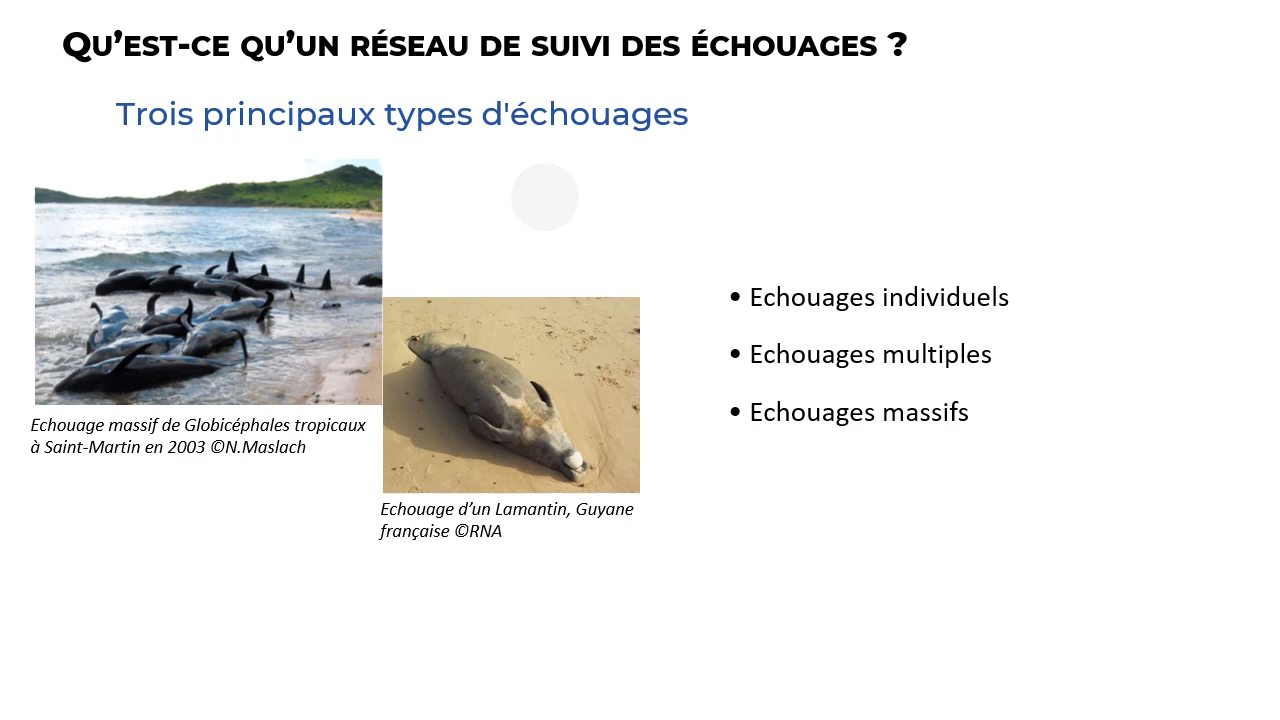 QU’EST-CE QU’UN RÉSEAU DE SUIVI DES ÉCHOUAGES ?
Trois principaux types d'échouages
Echouage massif de Globicéphales tropicaux
à Saint-Martin en 2003 ©N.Maslach
Echouage d’un Lamantin, Guyane
française ©RNA
• Echouages individuels
• Echouages multiples
• Echouages massifs